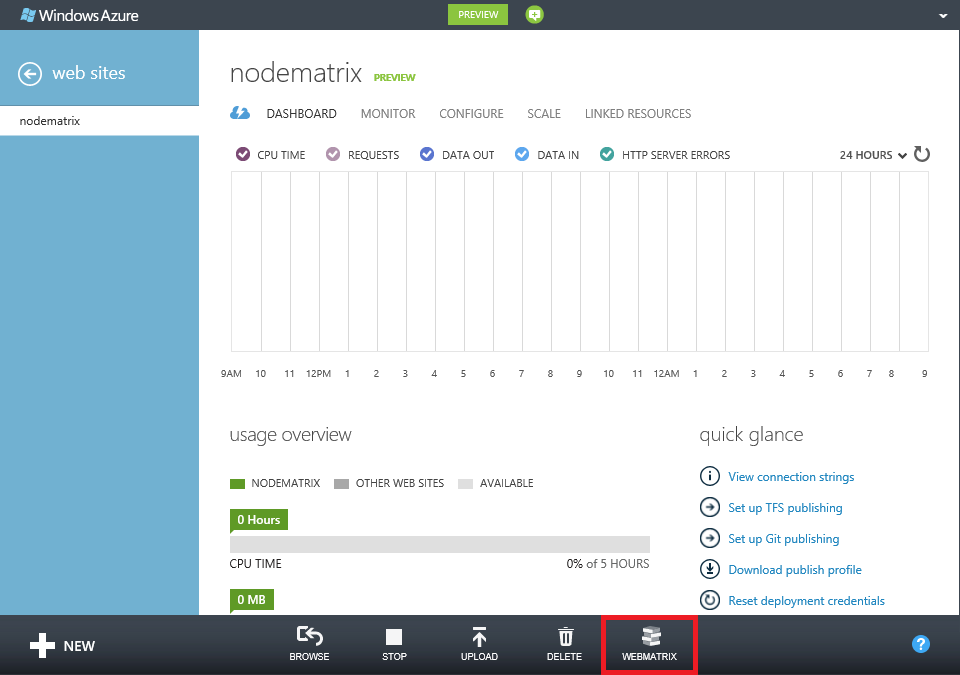 Windows Azure
PREVIEW
web sites
nodematrix
nodematrix PREVIEW
DASHBOARD MONITOR CONFIGURE SCALE LINKED RESOURCES
CPU TIME REQUESTS DATA OUT DATA IN HTTP SERVER ERRORS 24 HOURS
9AM 10 11 12PM 1 2 3 4 5 6 7 8 9 10 11 12AM 1 2 3 4 5 6 7 8 9
usage overview
NODEMATRIX OTHER WEB SITES AVAILABLE
0 Hours
CPU TIME 0% of 5 HOURS
0 MB
quick glance
View connection strings
Set up TFS publishing
Set up Git publishing
Download publish profile
Reset deployment credentials
NEW
BROWSE STOP UPLOAD DELETE WEBMATRIX
?